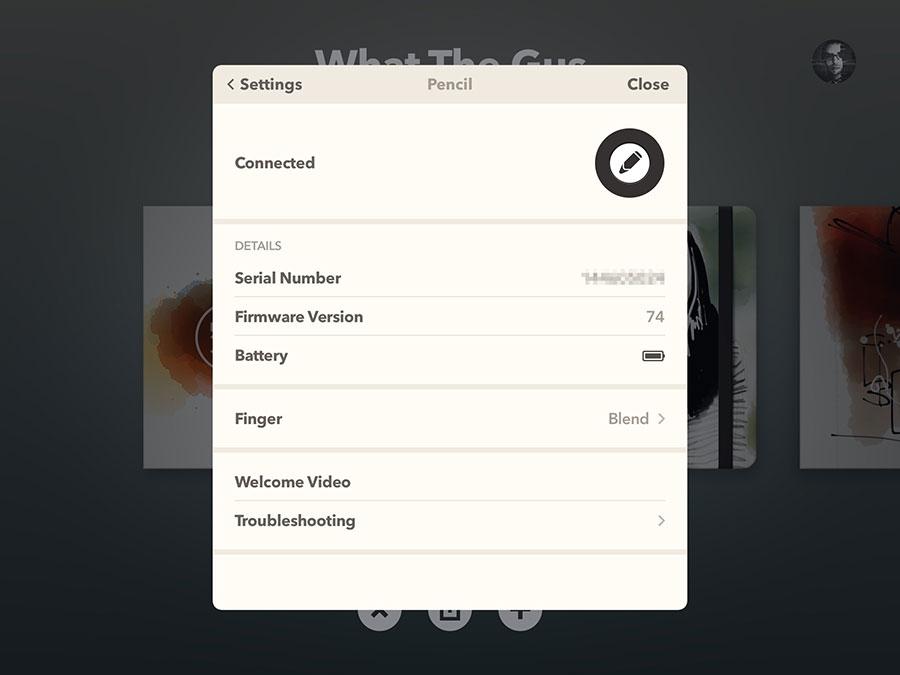 What The Gus
Settings Pencil Close
Connected
DETAILS
Serial Number
Firmware Version 74
Battery
Finger Blend
Welcome Video
Troubleshooting